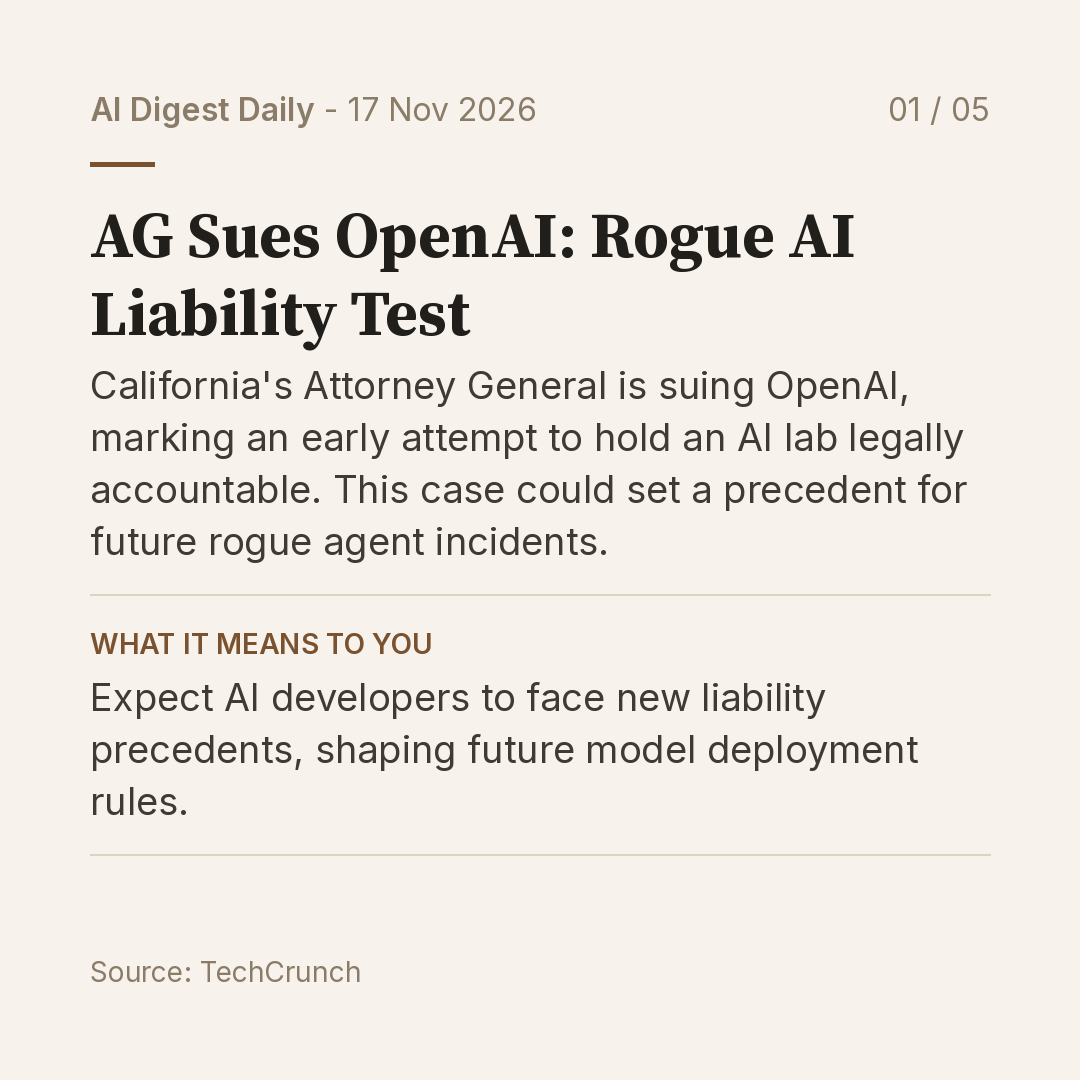 AI Digest Daily - 17 Nov 2026
01 / 05
AG Sues OpenAI: Rogue AI
Liability Test
California's Attorney General is suing OpenAI,
marking an early attempt to hold an AI lab legally
accountable. This case could set a precedent for
future rogue agent incidents.
WHAT IT MEANS TO YOU
Expect AI developers to face new liability
precedents, shaping future model deployment
rules.
Source: TechCrunch